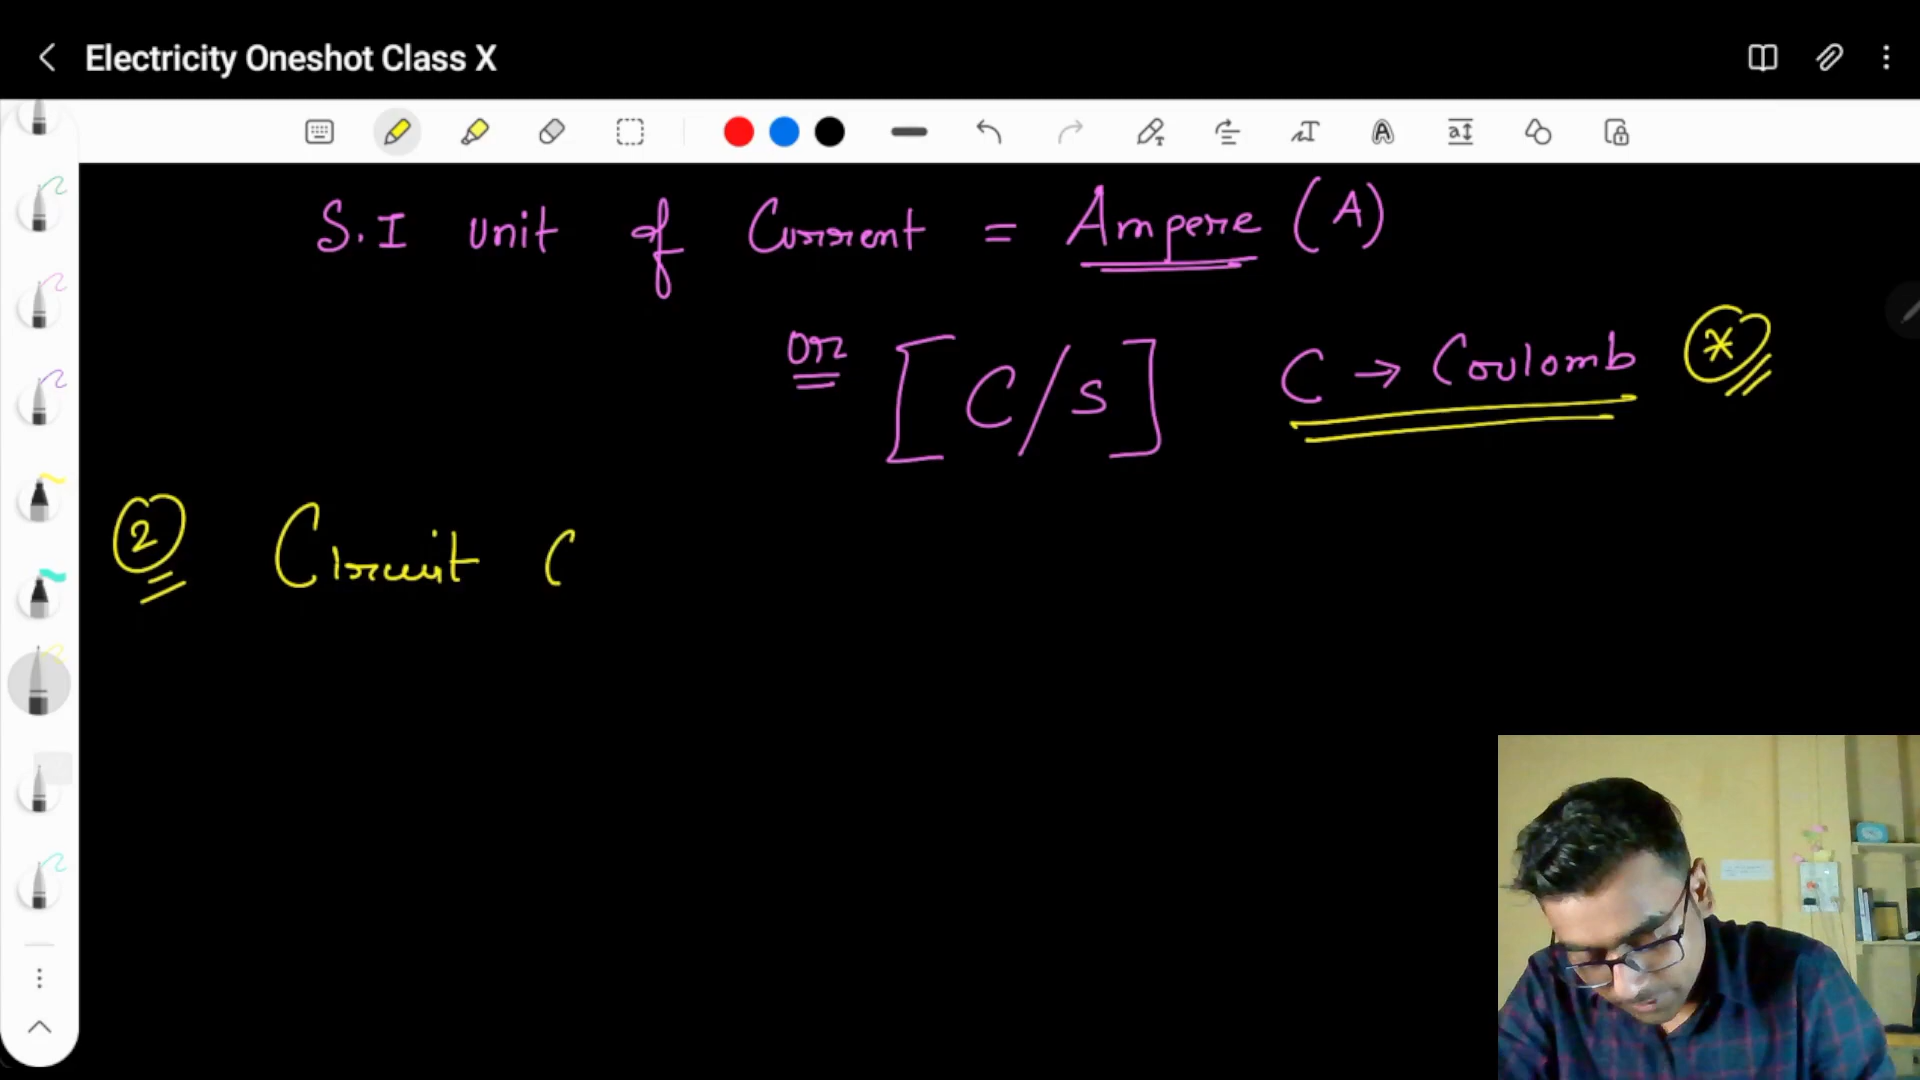 Electricity Oneshot Class X
S.I unit of Current = Ampere (A)
or [C/s] C → Coulomb *
2 Circuit C